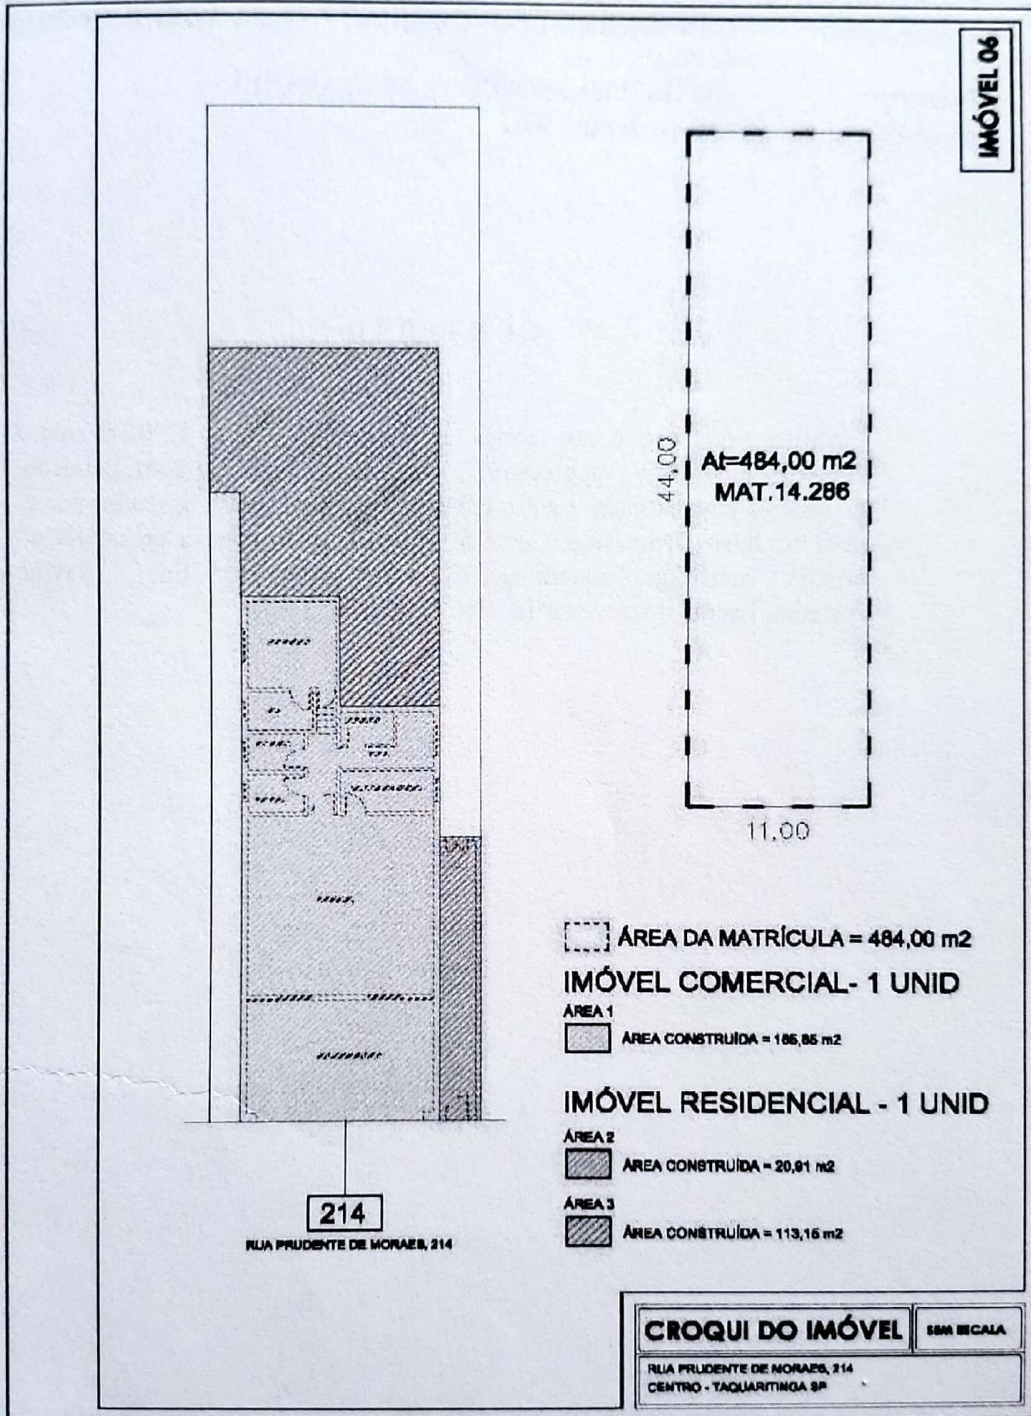 IMÓVEL 06
44,00
At=484,00 m2
MAT.14.286
11,00
ÁREA DA MATRÍCULA = 484,00 m2
IMÓVEL COMERCIAL- 1 UNID
ÁREA 1
ÁREA CONSTRUÍDA = 185,85 m2
IMÓVEL RESIDENCIAL - 1 UNID
ÁREA 2
ÁREA CONSTRUÍDA = 20,91 m2
ÁREA 3
ÁREA CONSTRUÍDA = 113,15 m2
214
RUA PRUDENTE DE MORAES, 214
CROQUI DO IMÓVEL
SEM ESCALA
RUA PRUDENTE DE MORAES, 214
CENTRO - TAQUARITINGA SP